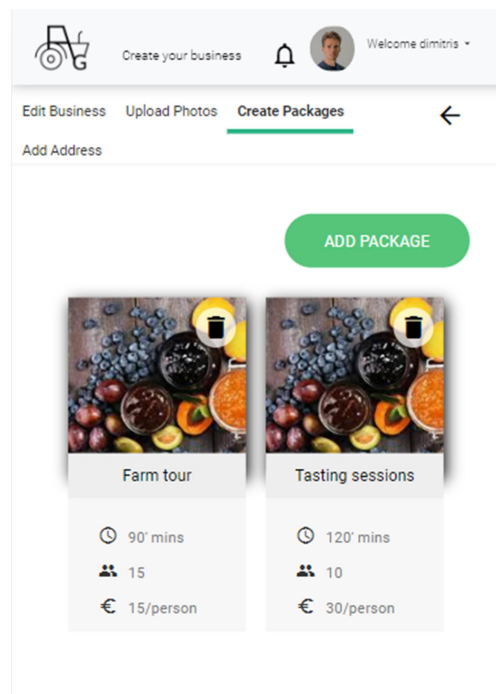 G
Create your business
Welcome dimitris
Edit Business Upload Photos Create Packages
Add Address
ADD PACKAGE
Farm tour
90' mins
15
15/person
Tasting sessions
120' mins
10
30/person